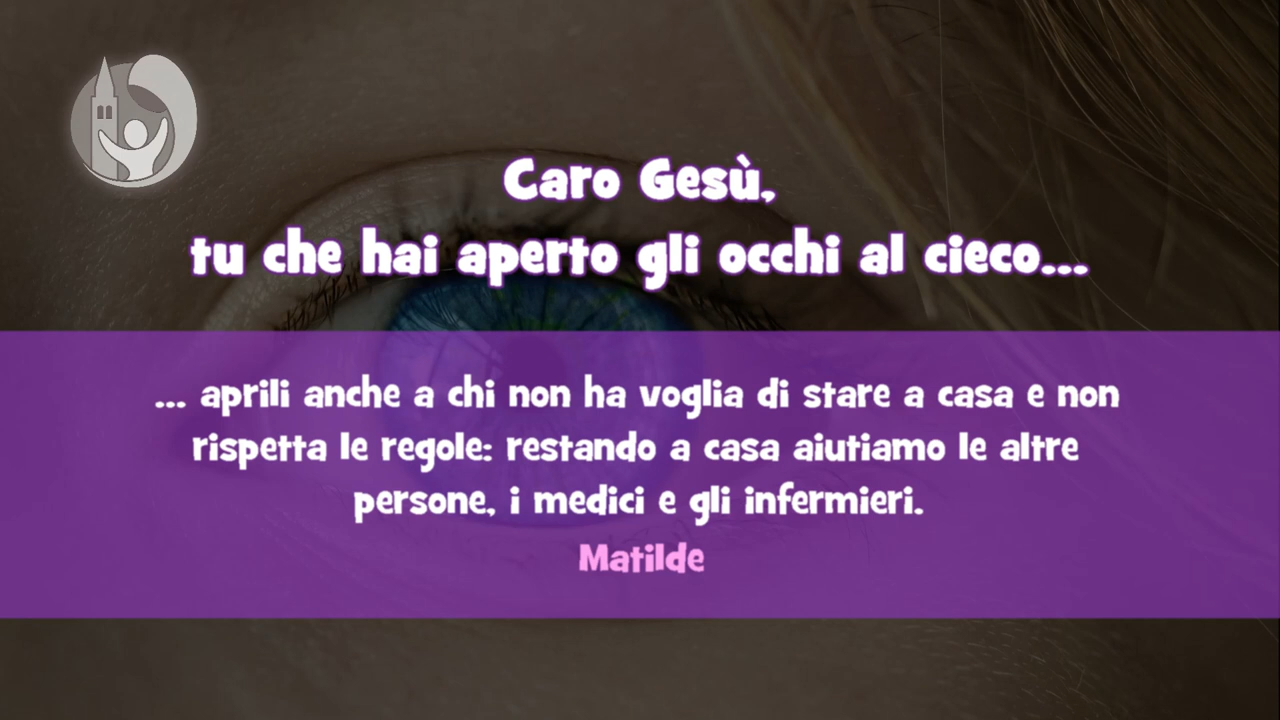 Caro Gesù,
tu che hai aperto gli occhi al cieco...
... aprili anche a chi non ha voglia di stare a casa e non
rispetta le regole: restando a casa aiutiamo le altre
persone, i medici e gli infermieri.
Matilde